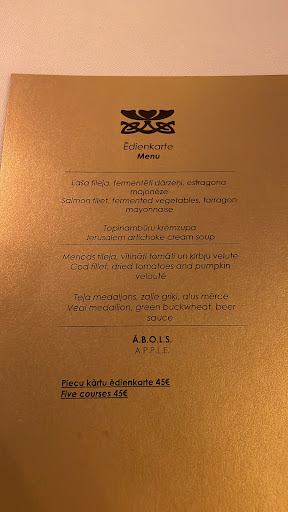 Ēdienkarte
Menu
Laša fileja, fermentēti dārzeņi, estragona
majonēze
Salmon fillet, fermented vegetables, tarragon
mayonnaise
Topinambūru krēmzupa
Jerusalem artichoke cream soup
Mencas fileja, vītināti tomāti un ķirbju velutē
Cod fillet, dried tomatoes and pumpkin
velouté
Teļa medaljons, zaļie griķi, alus mērce
Veal medallion, green buckwheat, beer
sauce
Ā.B.O.L.S.
A.P.P.L.E.
Piecu kārtu ēdienkarte 45€
Five courses 45€